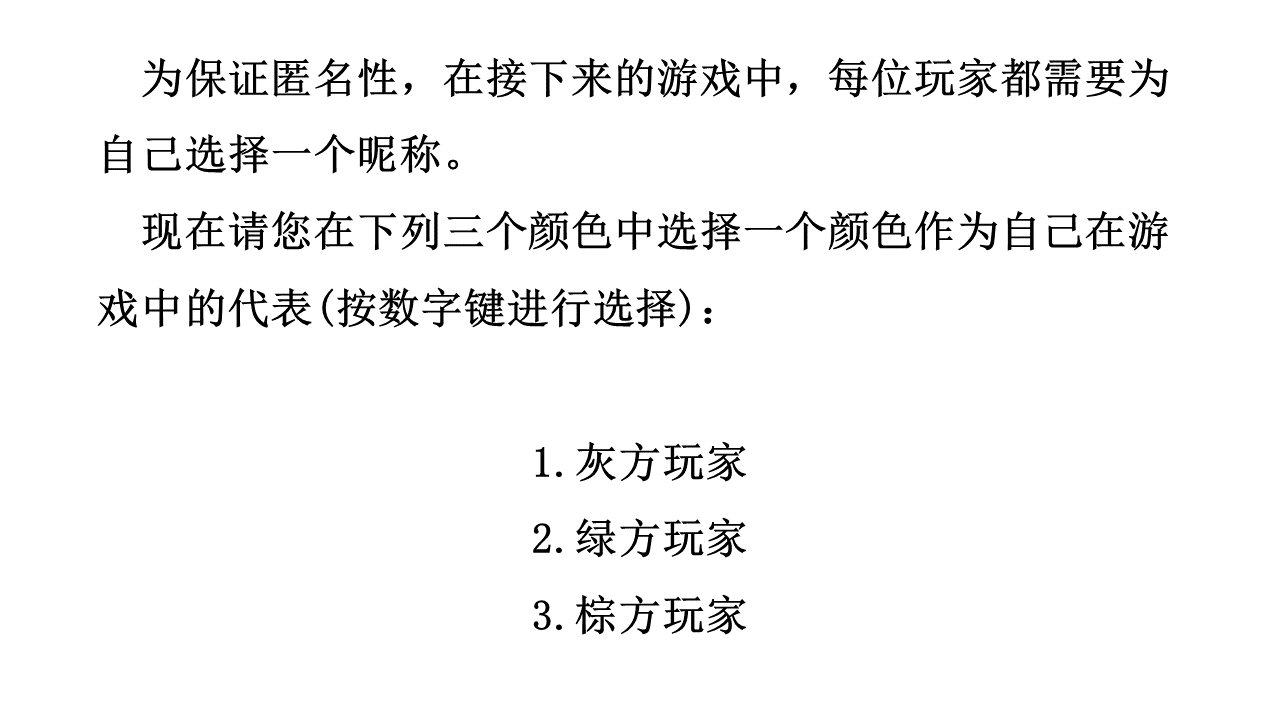 为保证匿名性，在接下来的游戏中，每位玩家都需要为
自己选择一个昵称。
现在请您在下列三个颜色中选择一个颜色作为自己在游
戏中的代表(按数字键进行选择)：
1.灰方玩家
2.绿方玩家
3.棕方玩家